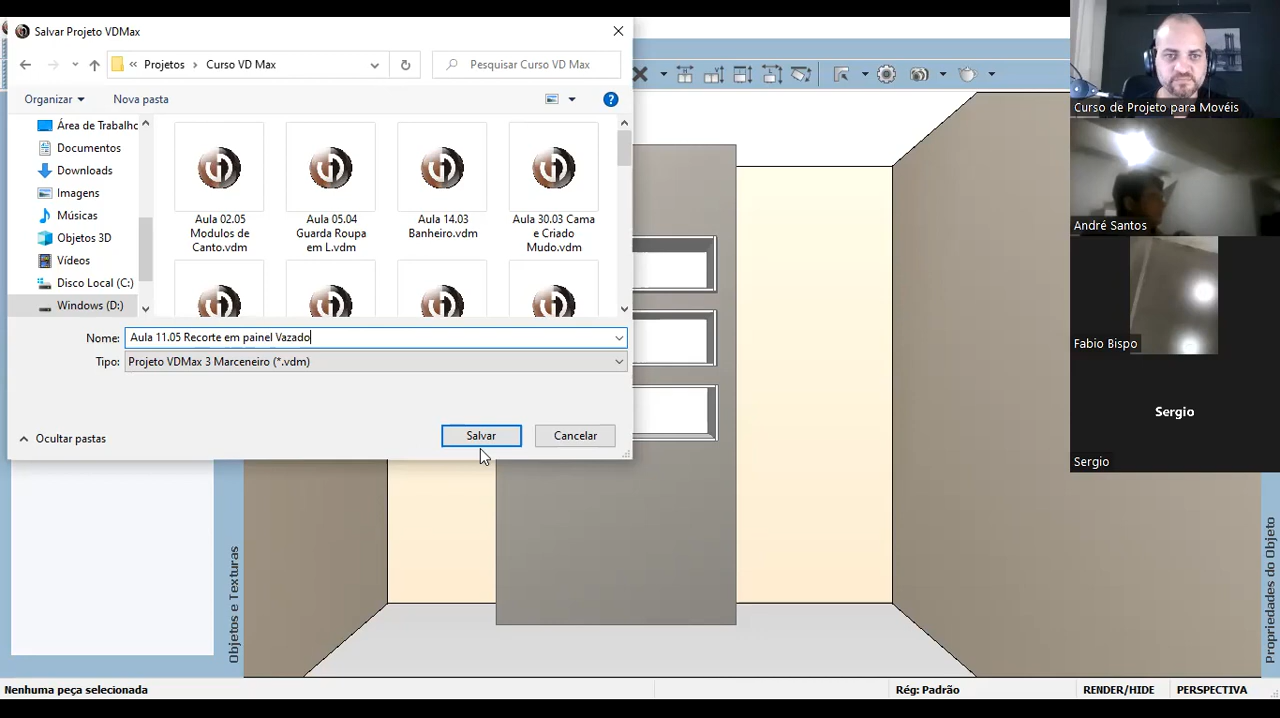 Salvar Projeto VDMax
« Projetos › Curso VD Max
Pesquisar Curso VD Max
Organizar
Nova pasta
Área de Trabalhc
Documentos
Downloads
Imagens
Músicas
Objetos 3D
Vídeos
Disco Local (C:)
Windows (D:)
Aula 02.05
Modulos de
Canto.vdm
Aula 05.04
Guarda Roupa
em L.vdm
Aula 14.03
Banheiro.vdm
Aula 30.03 Cama
e Criado
Mudo.vdm
Nome:
Aula 11.05 Recorte em painel Vazado
Tipo:
Projeto VDMax 3 Marceneiro (*.vdm)
Ocultar pastas
Salvar
Cancelar
Objetos e Texturas
Propriedades do Objeto
Curso de Projeto para Movéis
André Santos
Fabio Bispo
Sergio
Sergio
Nenhuma peça selecionada
Rég: Padrão
RENDER/HIDE
PERSPECTIVA